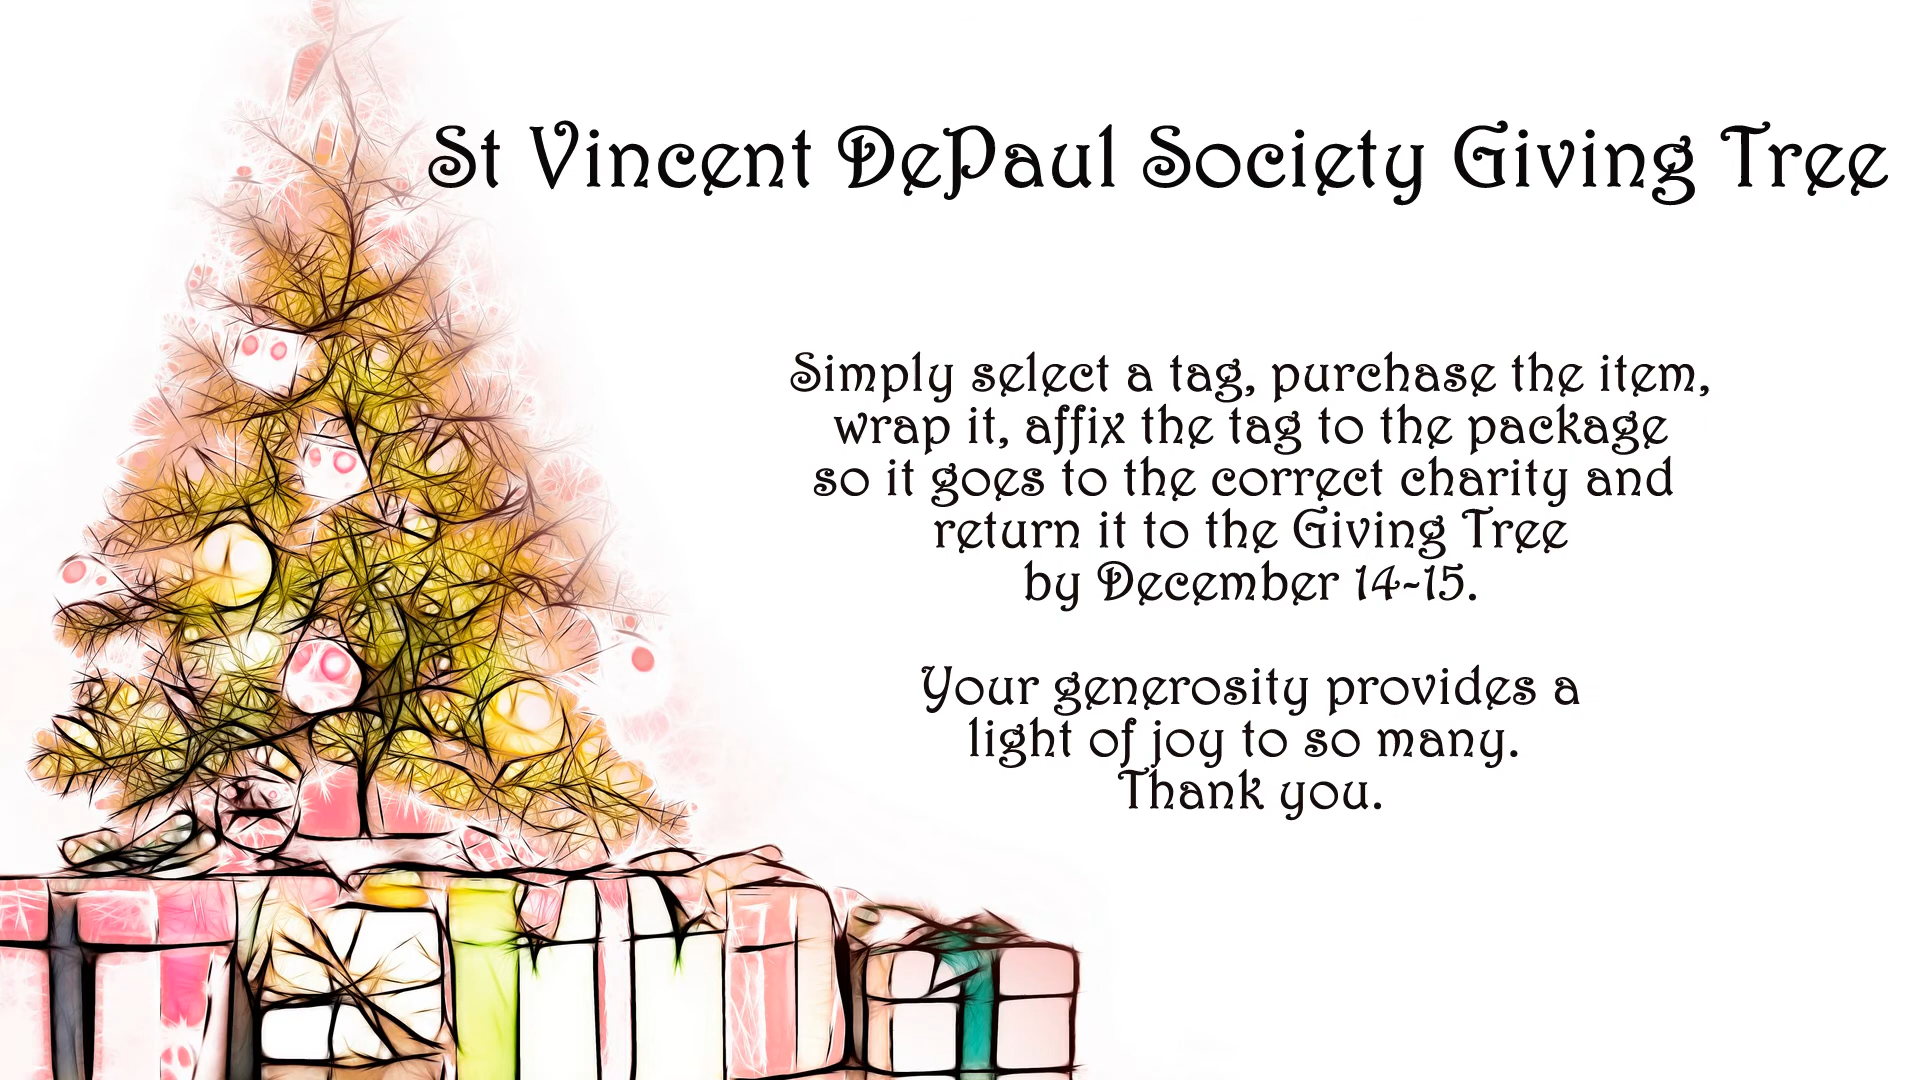 St Vincent DePaul Society Giving Tree
Simply select a tag, purchase the item,
wrap it, affix the tag to the package
so it goes to the correct charity and
return it to the Giving Tree
by December 14-15.
Your generosity provides a
light of joy to so many.
Thank you.